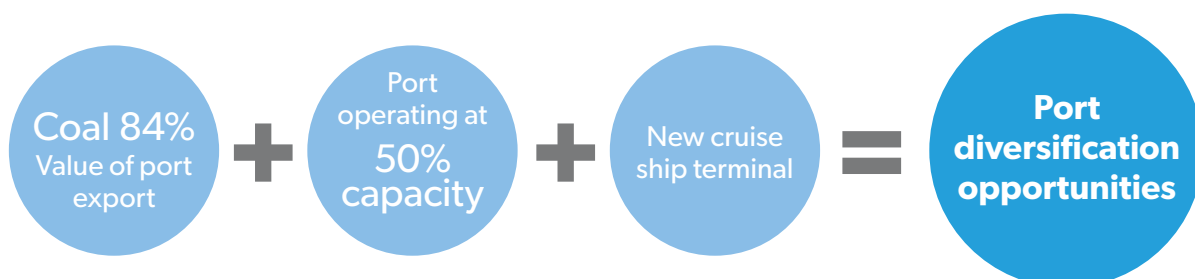 Coal 84%
Value of port
export
Port
operating at
50%
capacity
New cruise
ship terminal
Port
diversification
opportunities